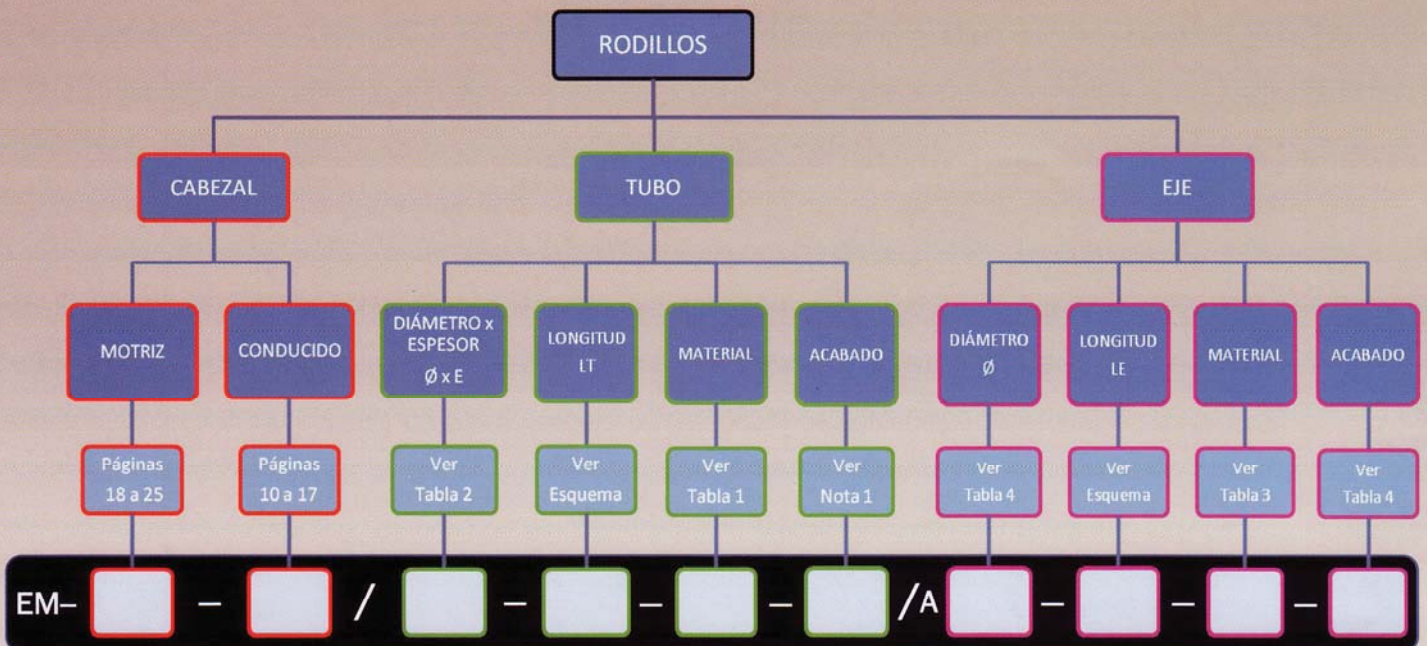 RODILLOS
CABEZAL
TUBO
EJE
MOTRIZ
CONDUCIDO
DIÁMETRO x
ESPESOR
Ø x E
LONGITUD
LT
MATERIAL
ACABADO
DIÁMETRO
Ø
LONGITUD
LE
MATERIAL
ACABADO
Páginas
18 a 25
Páginas
10 a 17
Ver
Tabla 2
Ver
Esquema
Ver
Tabla 1
Ver
Nota 1
Ver
Tabla 4
Ver
Esquema
Ver
Tabla 3
Ver
Tabla 4
EM– – / – – – /A – – –